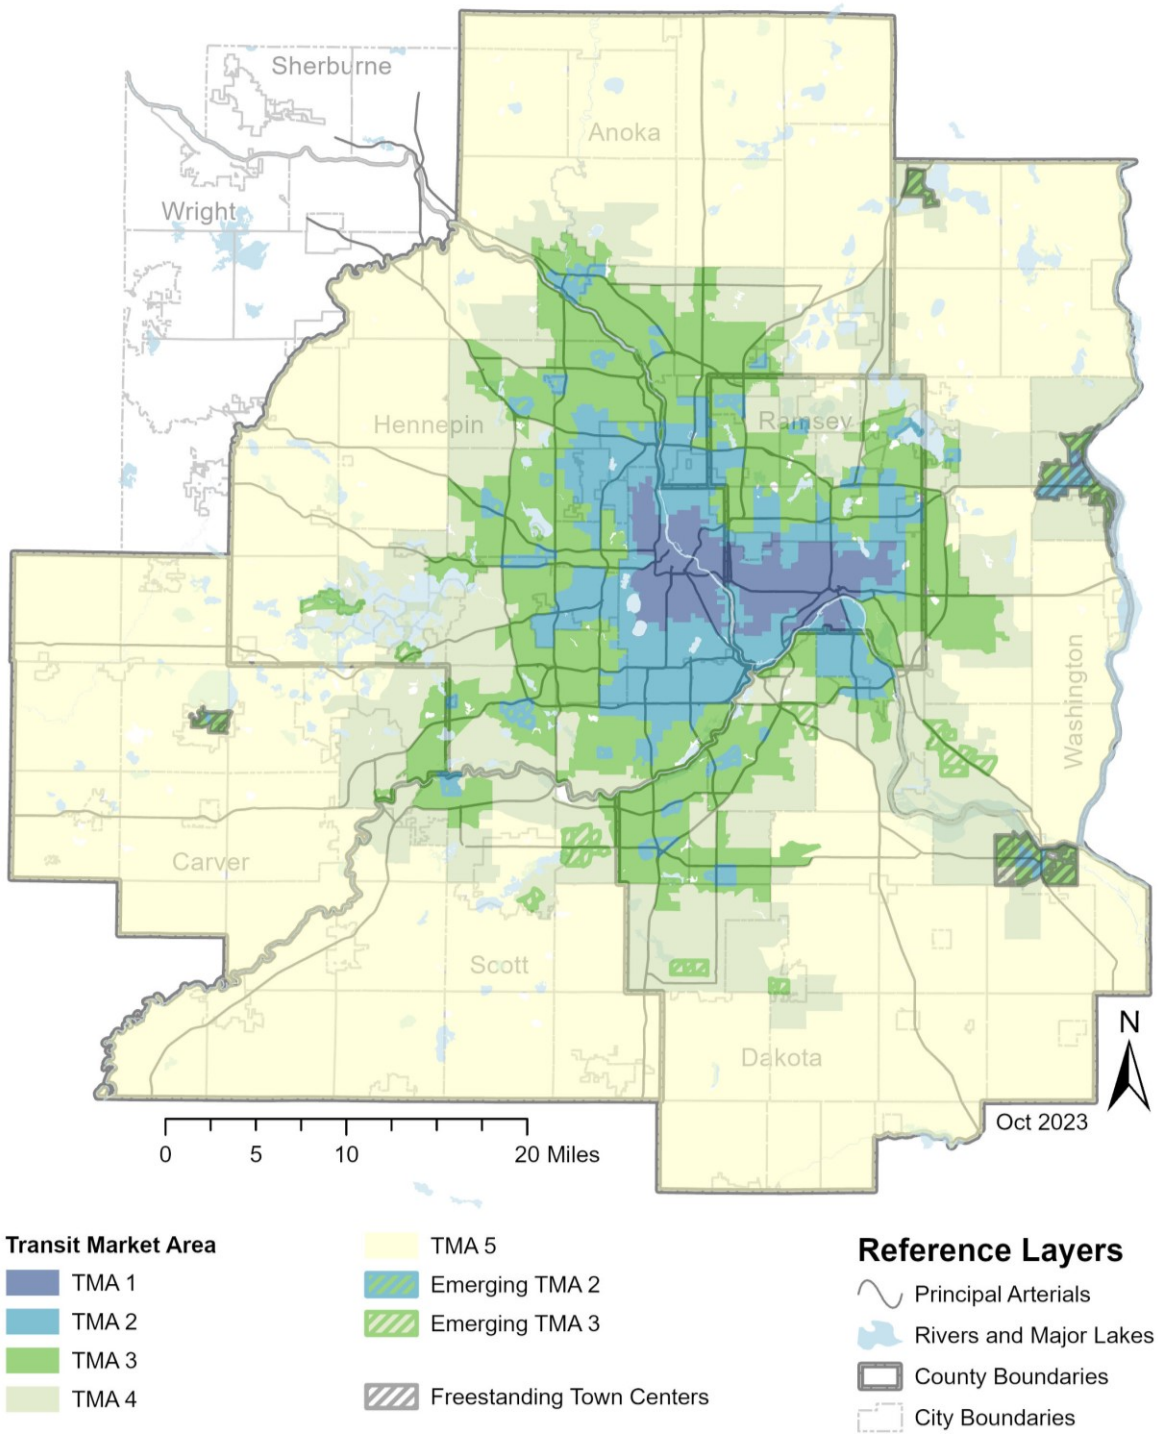 Sherburne
Anoka
Wright
Hennepin
Ramsey
Washington
Carver
Scott
Dakota
N
Oct 2023
0 5 10 20 Miles
Transit Market Area
TMA 1
TMA 2
TMA 3
TMA 4
TMA 5
Emerging TMA 2
Emerging TMA 3
Freestanding Town Centers
Reference Layers
Principal Arterials
Rivers and Major Lakes
County Boundaries
City Boundaries